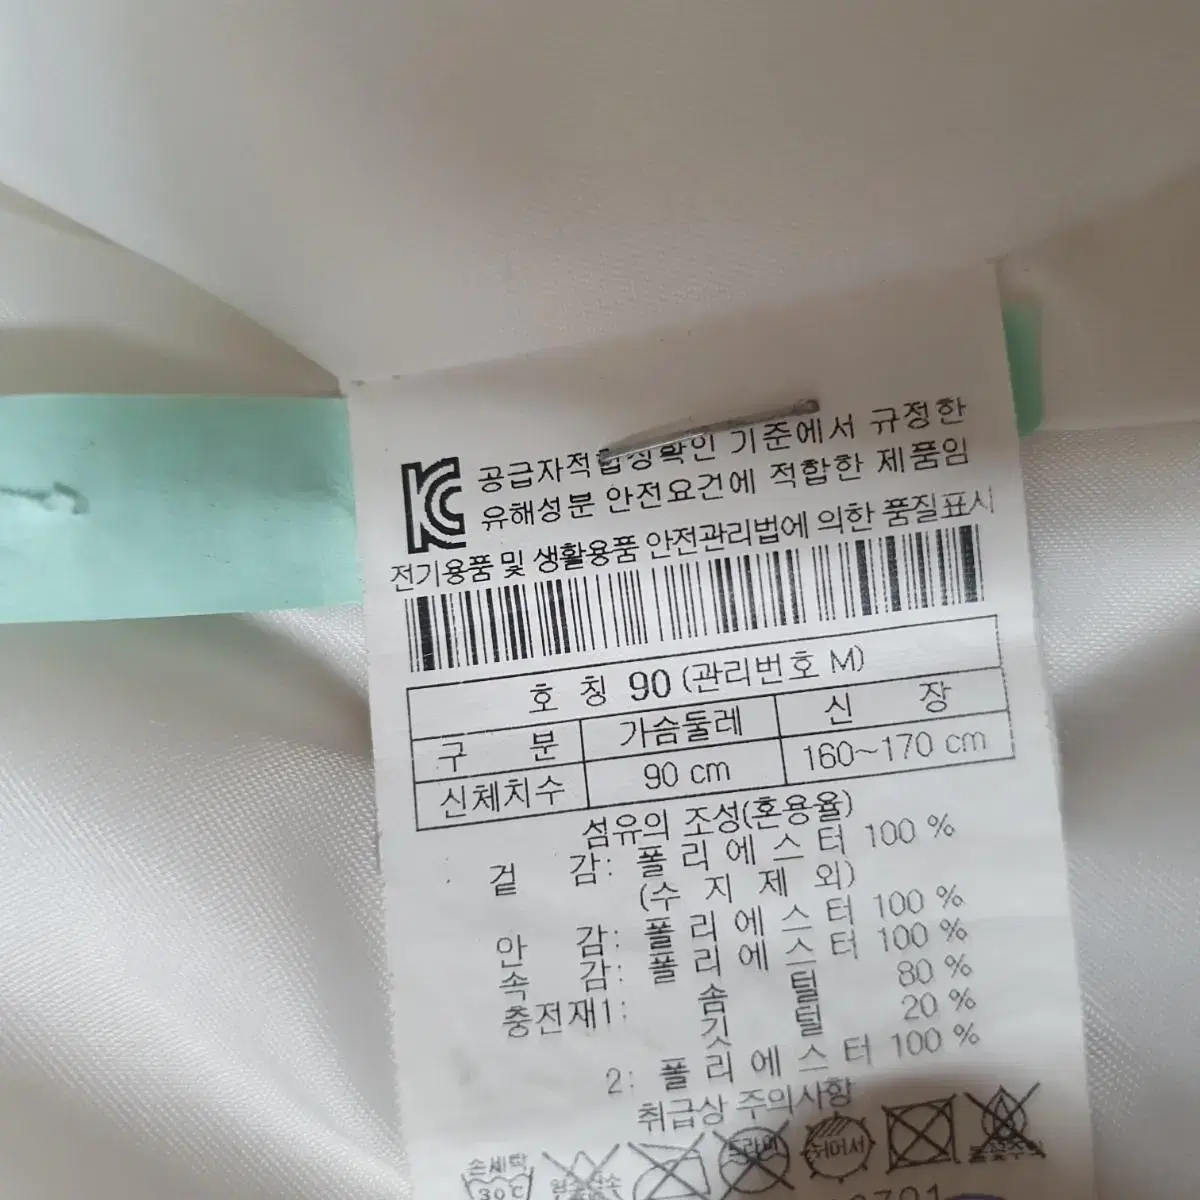 공급자적합성확인 기준에서 규정한
유해성분 안전요건에 적합한 제품임
전기용품 및 생활용품 안전관리법에 의한 품질표시
호 칭 90 (관리번호 M)
구 분 가슴둘레 신 장
신체치수 90 cm 160~170 cm
섬유의 조성(혼용율)
겉 감: 폴 리 에 스 터 100 %
(수 지 제 외)
안 감: 폴 리 에 스 터 100 %
속 감: 폴 리 에 스 터 100 %
충전재1: 솜 털 80 %
깃 털 20 %
2: 폴 리 에 스 터 100 %
취급상 주의사항
손세탁 드라이 뉘어서
30℃